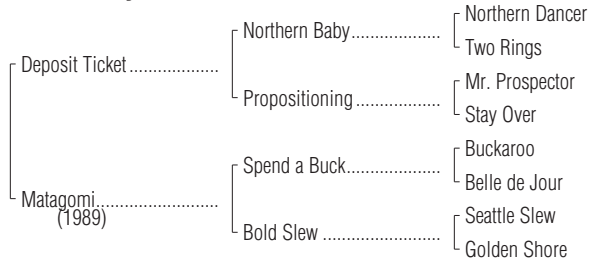 Northern Dancer
Northern Baby....................
Two Rings
Deposit Ticket....................
Mr. Prospector
Propositioning...................
Stay Over
Buckaroo
Spend a Buck.....................
Belle de Jour
Matagomi...........................
(1989)
Seattle Slew
Bold Slew ..........................
Golden Shore